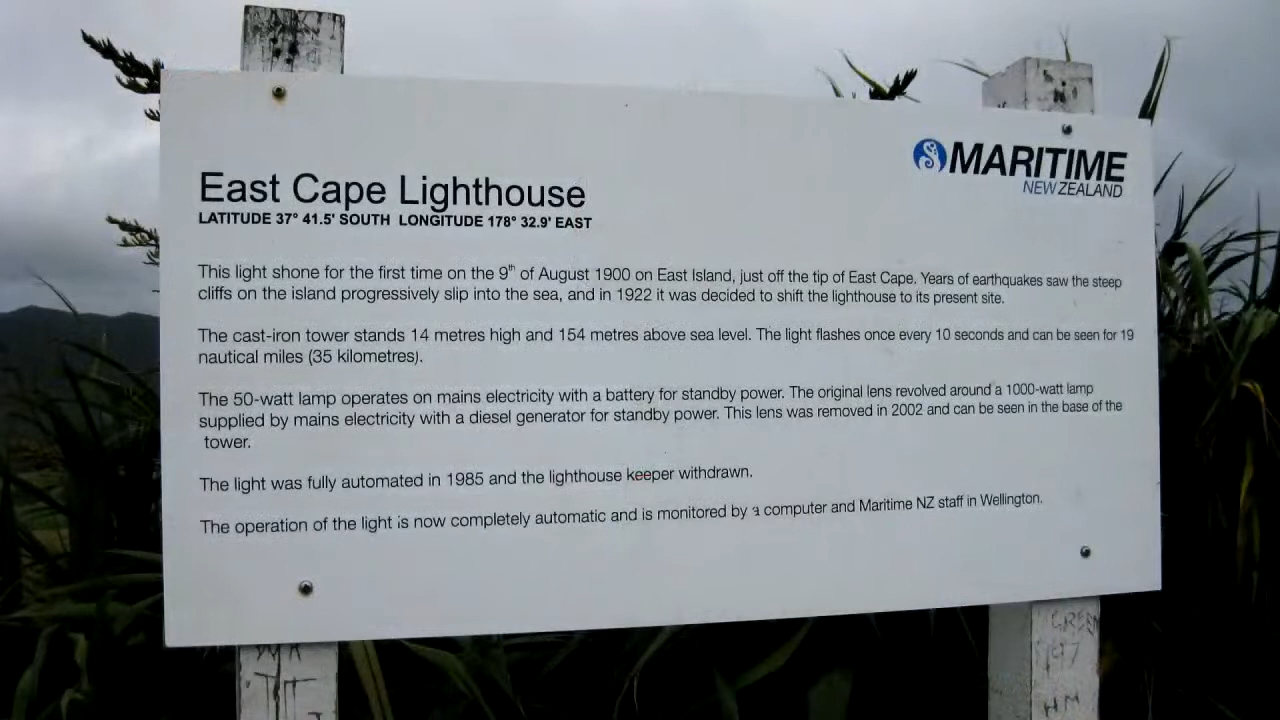 MARITIME
NEW ZEALAND
East Cape Lighthouse
LATITUDE 37° 41.5' SOUTH LONGITUDE 178° 32.9' EAST
This light shone for the first time on the 9th of August 1900 on East Island, just off the tip of East Cape. Years of earthquakes saw the steep
cliffs on the island progressively slip into the sea, and in 1922 it was decided to shift the lighthouse to its present site.
The cast-iron tower stands 14 metres high and 154 metres above sea level. The light flashes once every 10 seconds and can be seen for 19
nautical miles (35 kilometres).
The 50-watt lamp operates on mains electricity with a battery for standby power. The original lens revolved around a 1000-watt lamp
supplied by mains electricity with a diesel generator for standby power. This lens was removed in 2002 and can be seen in the base of the
tower.
The light was fully automated in 1985 and the lighthouse keeper withdrawn.
The operation of the light is now completely automatic and is monitored by a computer and Maritime NZ staff in Wellington.
GREEN